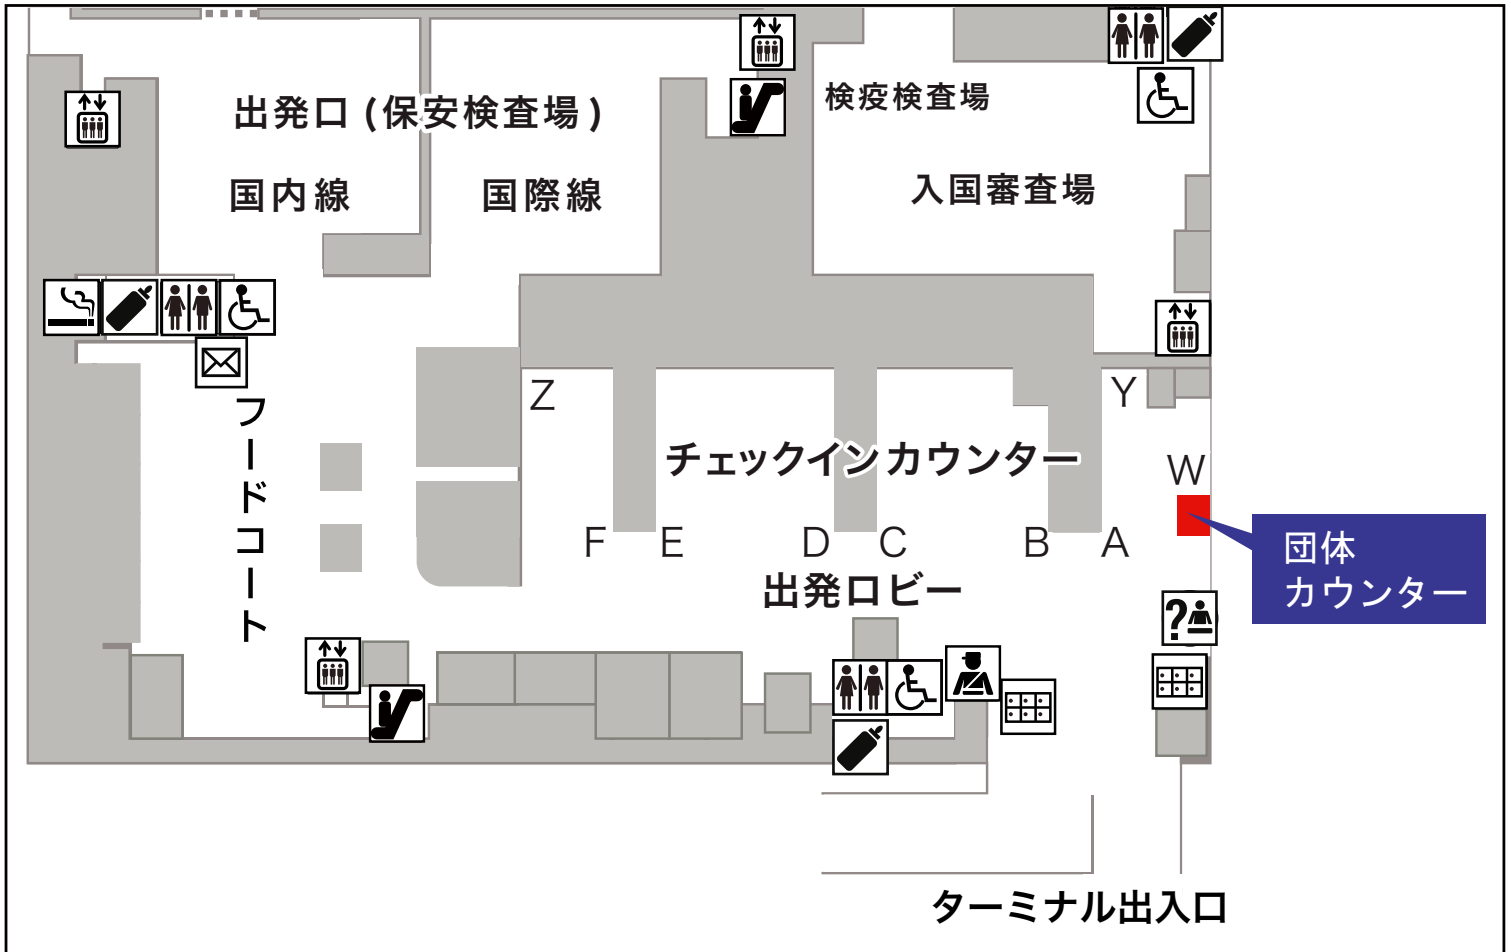 出発口(保安検査場)
検疫検査場
国内線
国際線
入国審査場
Z
Y
フードコート
チェックインカウンター
W
F
E
D
C
B
A
団体
カウンター
出発ロビー
?
ターミナル出入口